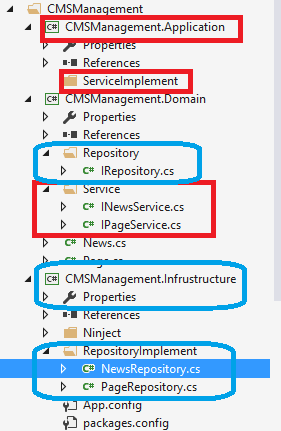 CMSManagement
CMSManagement.Application
Properties
References
ServiceImplement
CMSManagement.Domain
Properties
References
Repository
IRepository.cs
Service
INewsService.cs
IPageService.cs
News.cs
Page.cs
CMSManagement.Infrustructure
Properties
References
Ninject
RepositoryImplement
NewsRepository.cs
PageRepository.cs
App.config
packages.config